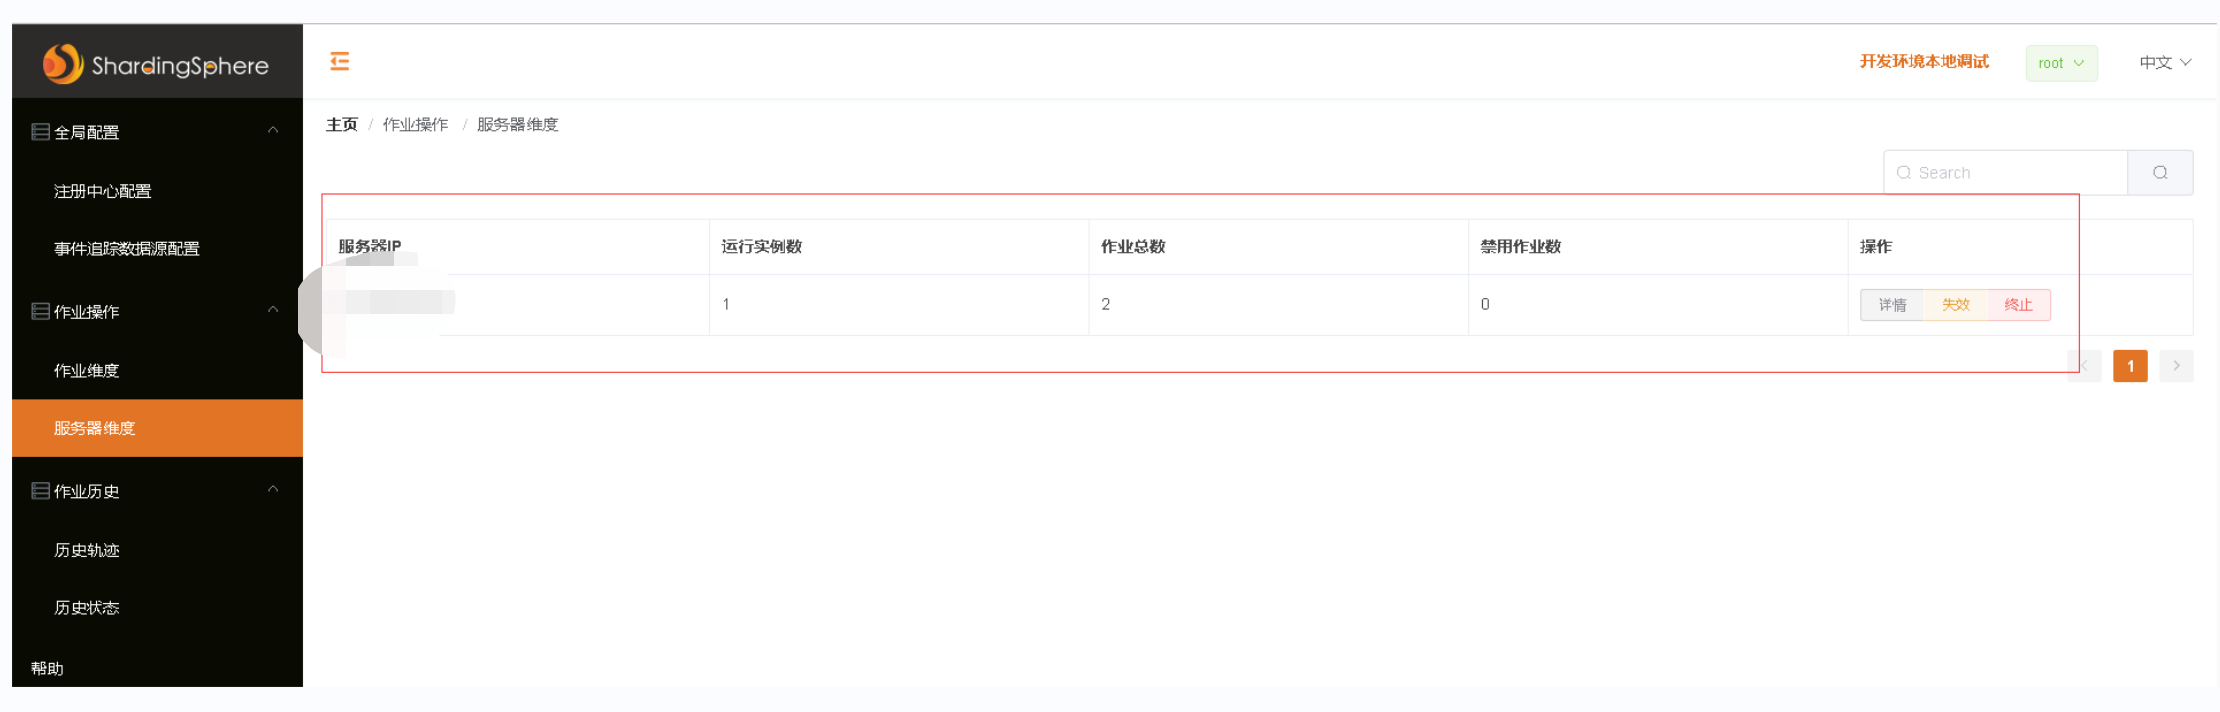 ShardingSphere
开发环境本地调试 root 中文
全局配置
主页 / 作业操作 / 服务器维度
注册中心配置
Search
事件追踪数据源配置
服务器IP 运行实例数 作业总数 禁用作业数 操作
作业操作
1 2 0 详情 失效 终止
作业维度
1
服务器维度
作业历史
历史轨迹
历史状态
帮助